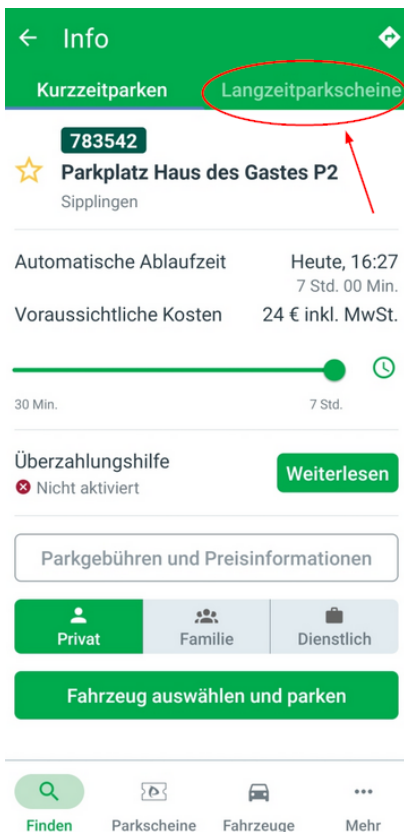 Info
Kurzzeitparken Langzeitparkscheine
783542
Parkplatz Haus des Gastes P2
Sipplingen
Automatische Ablaufzeit Heute, 16:27
7 Std. 00 Min.
Voraussichtliche Kosten 24 € inkl. MwSt.
30 Min. 7 Std.
Überzahlungshilfe
Nicht aktiviert
Weiterlesen
Parkgebühren und Preisinformationen
Privat Familie Dienstlich
Fahrzeug auswählen und parken
Finden Parkscheine Fahrzeuge Mehr